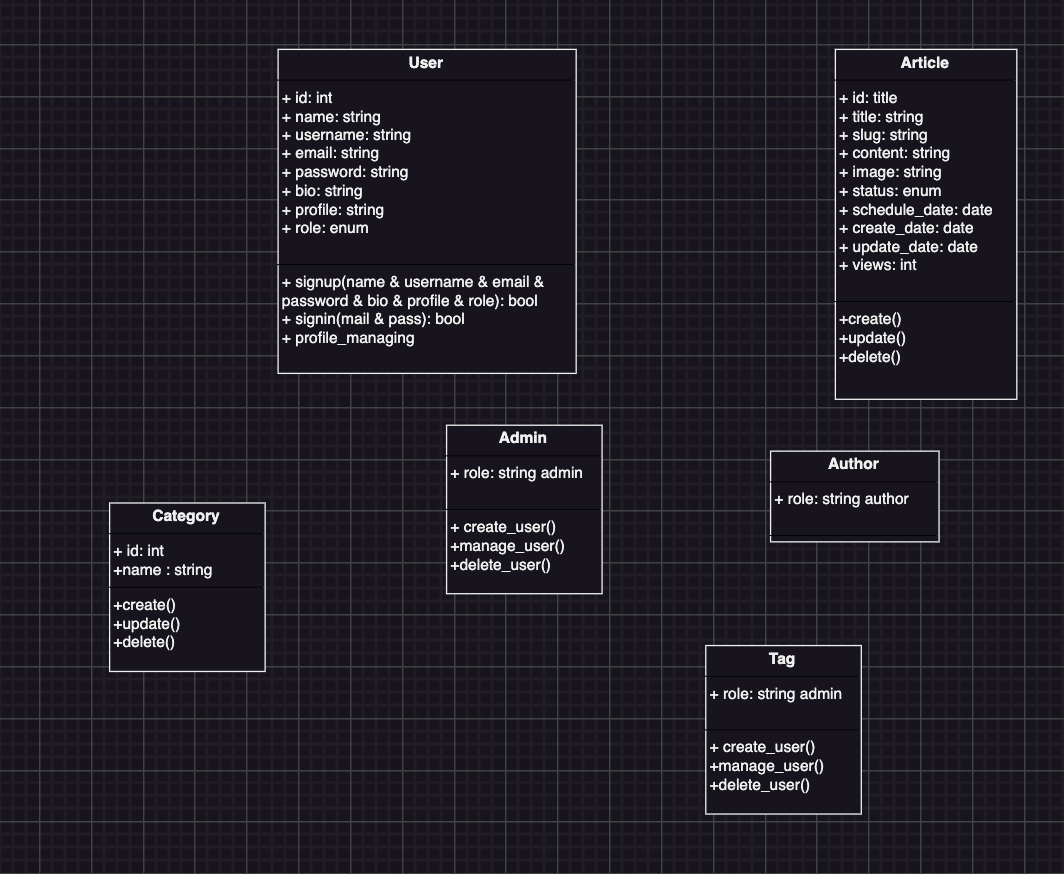 User
+ id: int
+ name: string
+ username: string
+ email: string
+ password: string
+ bio: string
+ profile: string
+ role: enum
+ signup(name & username & email &
password & bio & profile & role): bool
+ signin(mail & pass): bool
+ profile_managing
Article
+ id: title
+ title: string
+ slug: string
+ content: string
+ image: string
+ status: enum
+ schedule_date: date
+ create_date: date
+ update_date: date
+ views: int
+create()
+update()
+delete()
Admin
+ role: string admin
+ create_user()
+manage_user()
+delete_user()
Author
+ role: string author
Category
+ id: int
+name : string
+create()
+update()
+delete()
Tag
+ role: string admin
+ create_user()
+manage_user()
+delete_user()